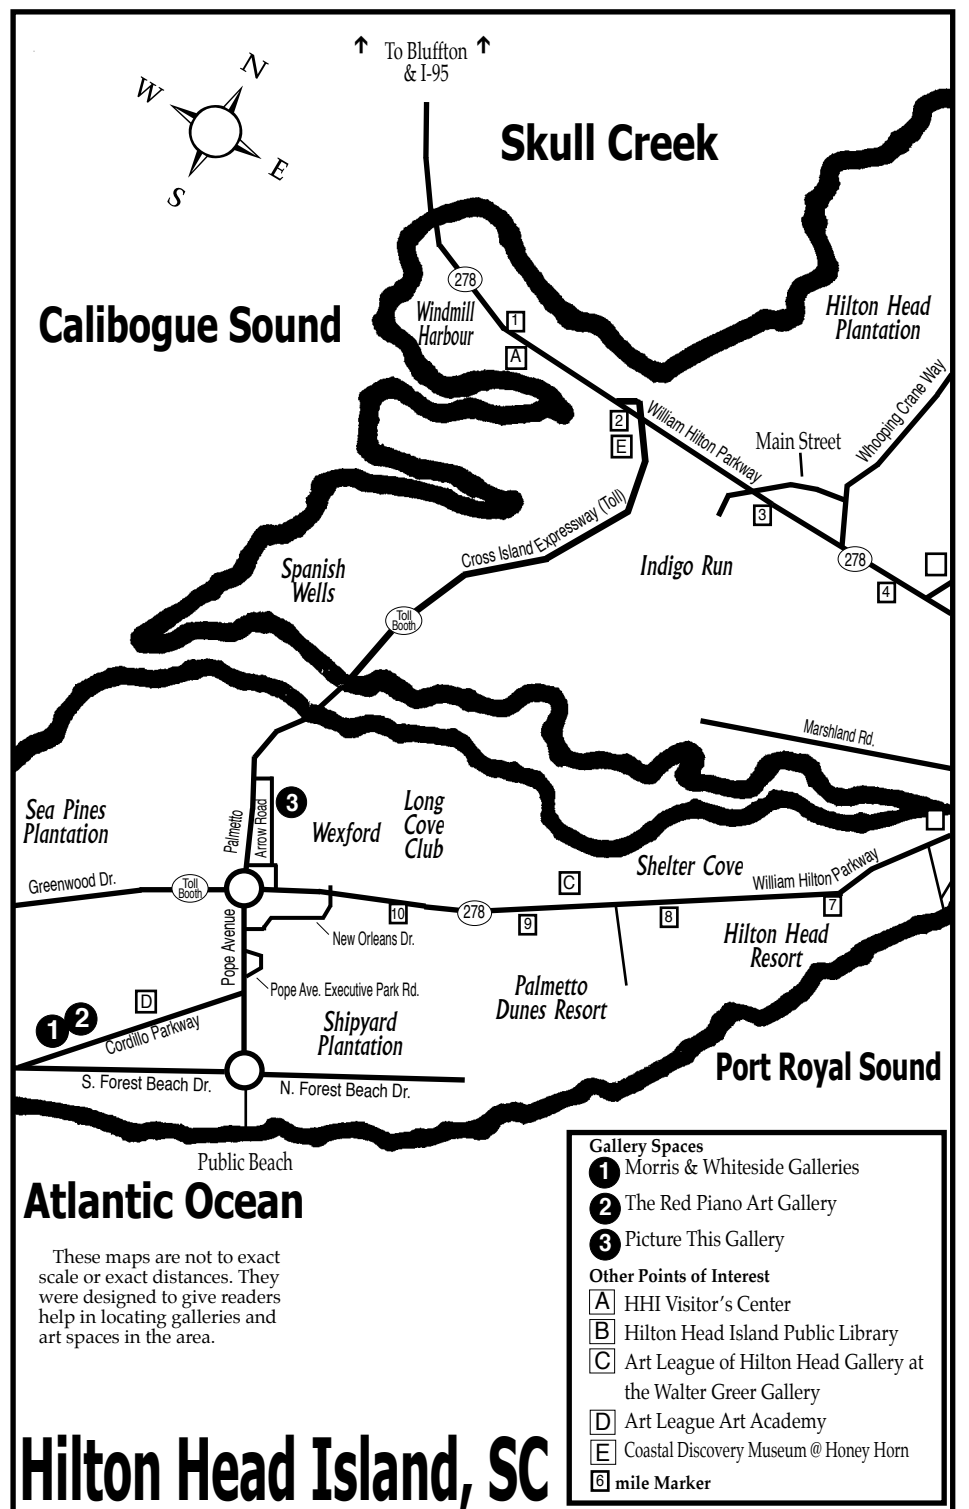 To Bluffton
& I-95
N
W
E
S
Skull Creek
Calibogue Sound
278
Windmill
Harbour
1
A
Hilton Head
Plantation
Whooping Crane Way
2
E
William Hilton Parkway
Main Street
3
Cross Island Expressway (Toll)
Indigo Run
278
4
Spanish
Wells
Toll
Booth
Marshland Rd.
Sea Pines
Plantation
Palmetto
Arrow Road
3
Wexford
Long
Cove
Club
Shelter Cove
William Hilton Parkway
Greenwood Dr.
Toll
Booth
C
10
278
9
8
7
Pope Avenue
New Orleans Dr.
Hilton Head
Resort
Pope Ave. Executive Park Rd.
Palmetto
Dunes Resort
D
1
2
Cordillo Parkway
Shipyard
Plantation
Port Royal Sound
S. Forest Beach Dr.
N. Forest Beach Dr.
Public Beach
Atlantic Ocean
These maps are not to exact
scale or exact distances. They
were designed to give readers
help in locating galleries and
art spaces in the area.
Gallery Spaces
1 Morris & Whiteside Galleries
2 The Red Piano Art Gallery
3 Picture This Gallery
Other Points of Interest
A HHI Visitor's Center
B Hilton Head Island Public Library
C Art League of Hilton Head Gallery at
the Walter Greer Gallery
D Art League Art Academy
E Coastal Discovery Museum @ Honey Horn
6 mile Marker
Hilton Head Island, SC